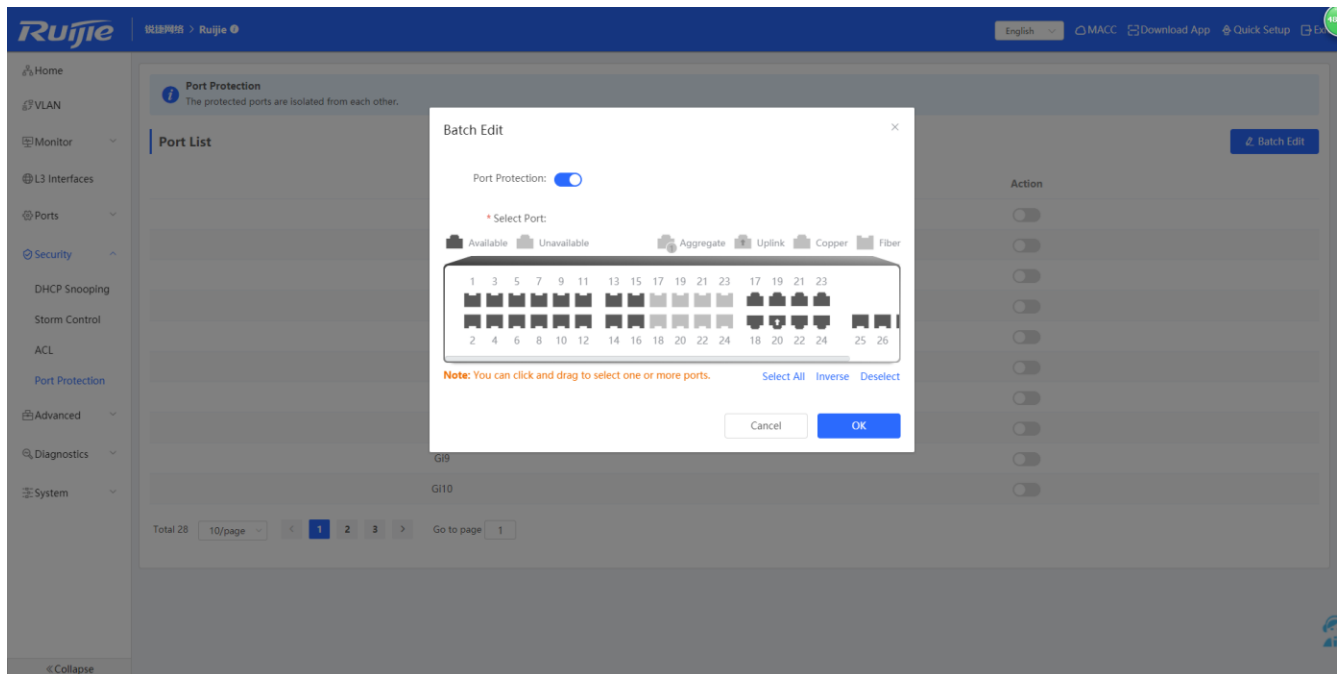 Ruijie
锐捷网络 > Ruijie
English
MACC
Download App
Quick Setup
Home
VLAN
Monitor
L3 Interfaces
Ports
Security
DHCP Snooping
Storm Control
ACL
Port Protection
Advanced
Diagnostics
System
«Collapse
Port Protection
The protected ports are isolated from each other.
Port List
Batch Edit
Action
Batch Edit
Port Protection:
* Select Port:
Available Unavailable Aggregate Uplink Copper Fiber
1 3 5 7 9 11 13 15 17 19 21 23 17 19 21 23
2 4 6 8 10 12 14 16 18 20 22 24 18 20 22 24 25 26
Note: You can click and drag to select one or more ports.
Select All Inverse Deselect
Cancel OK
GI9
GI10
Total 28 10/page < 1 2 3 > Go to page 1